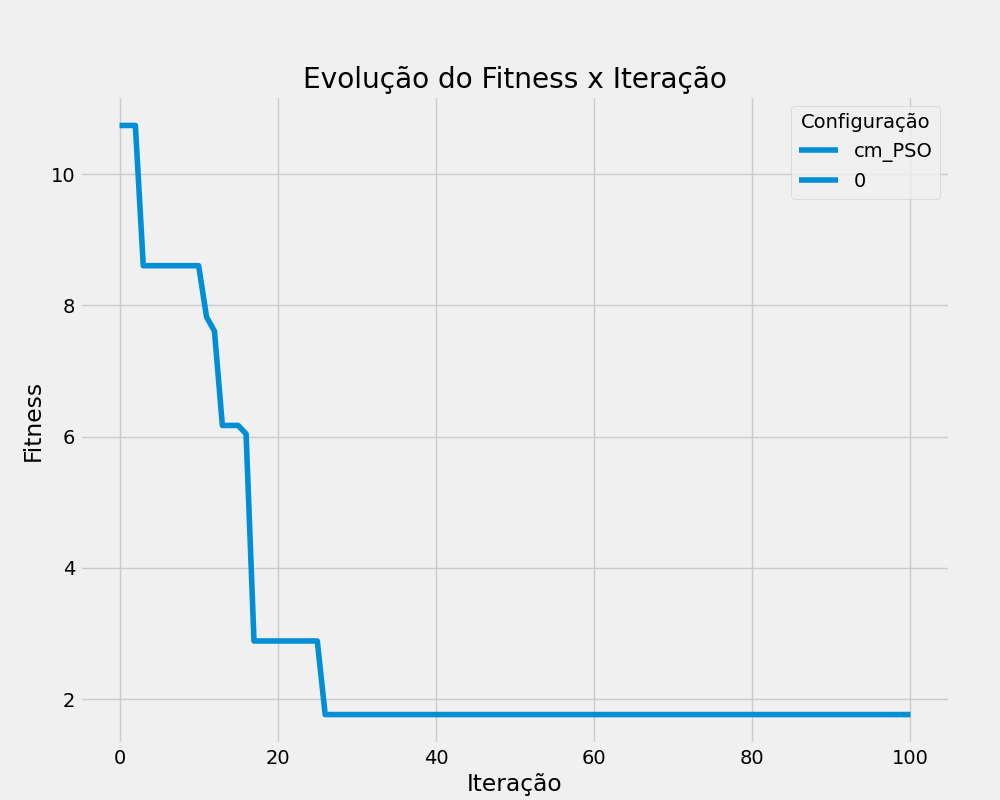 Evolução do Fitness x Iteração
Configuração
cm_PSO
0
10
8
6
4
2
Fitness
0 20 40 60 80 100
Iteração